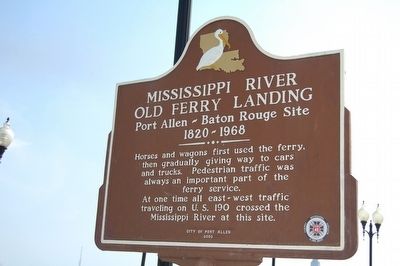 MISSISSIPPI RIVER
OLD FERRY LANDING
Port Allen - Baton Rouge Site
1820-1968
Horses and wagons first used the ferry,
then gradually giving way to cars
and trucks. Pedestrian traffic was
always an important part of the
ferry service.
At one time all east-west traffic
traveling on U.S. 190 crossed the
Mississippi River at this site.
CITY OF PORT ALLEN